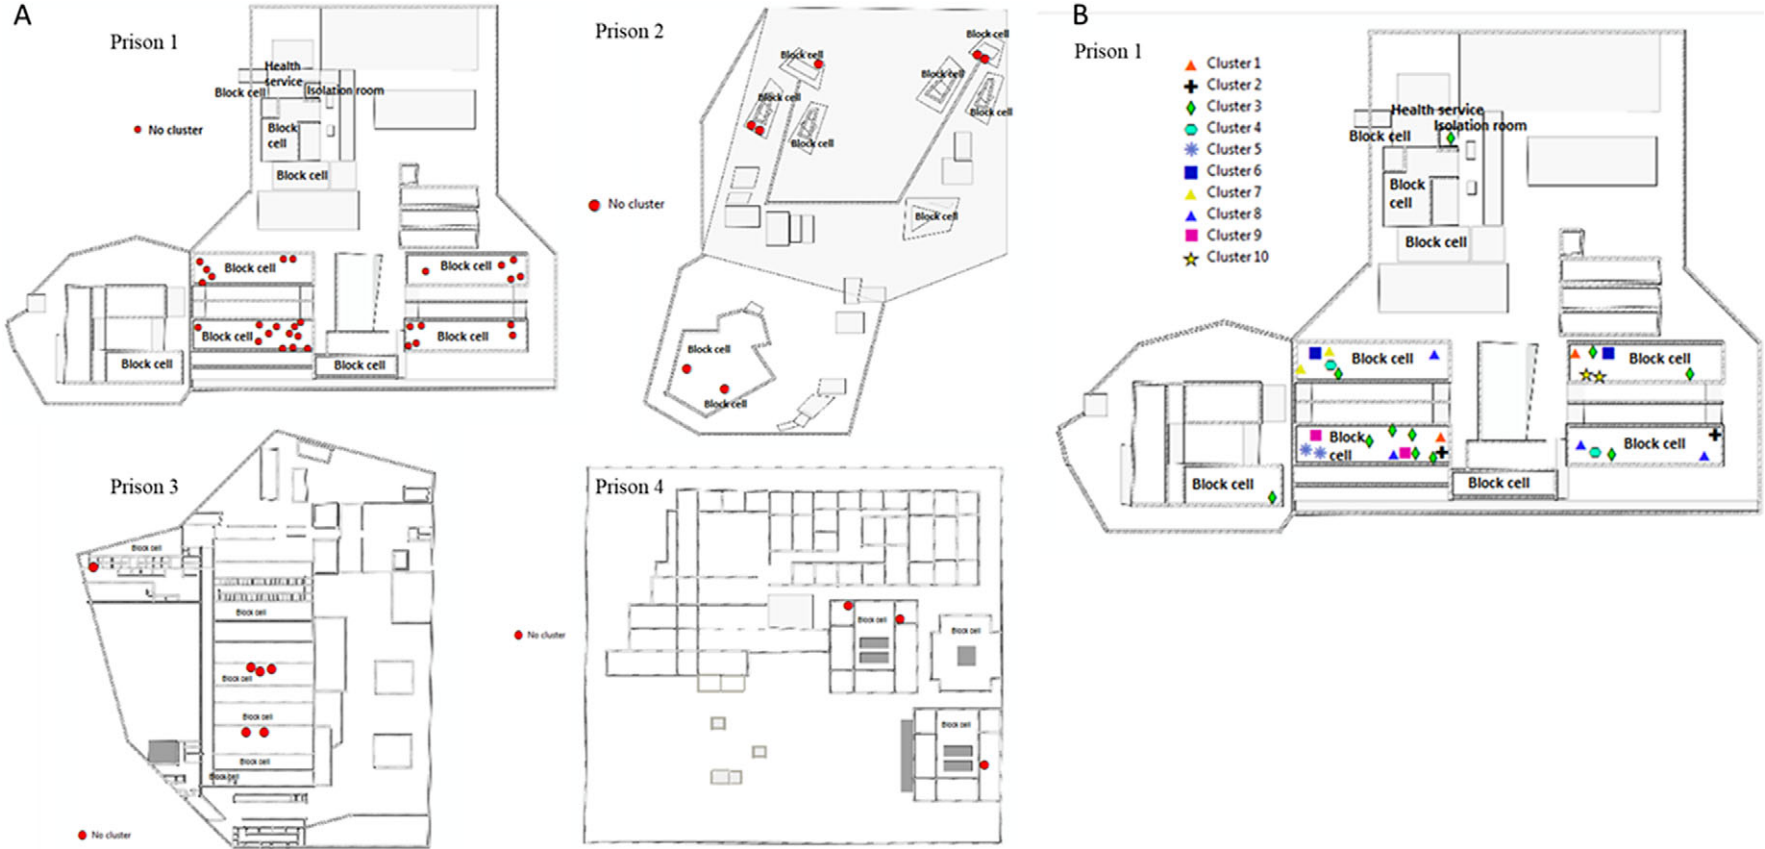 A
Prison 1
Health
service
Block cell
Isolation room
No cluster
Block
cell
Block cell
Block cell
Block cell
Block cell
Block cell
Block cell
Block cell
Prison 2
Block cell
Block cell
Block cell
Block cell
Block cell
Block cell
No cluster
Block cell
Block cell
Block cell
Prison 3
Block cell
Block cell
Block cell
Block cell
Block cell
Block cell
No cluster
Prison 4
No cluster
Block cell
Block cell
Block cell
B
Prison 1
Cluster 1
Cluster 2
Cluster 3
Cluster 4
Cluster 5
Cluster 6
Cluster 7
Cluster 8
Cluster 9
Cluster 10
Health service
Isolation room
Block cell
Block
cell
Block cell
Block cell
Block cell
Block
cell
Block cell
Block cell
Block cell